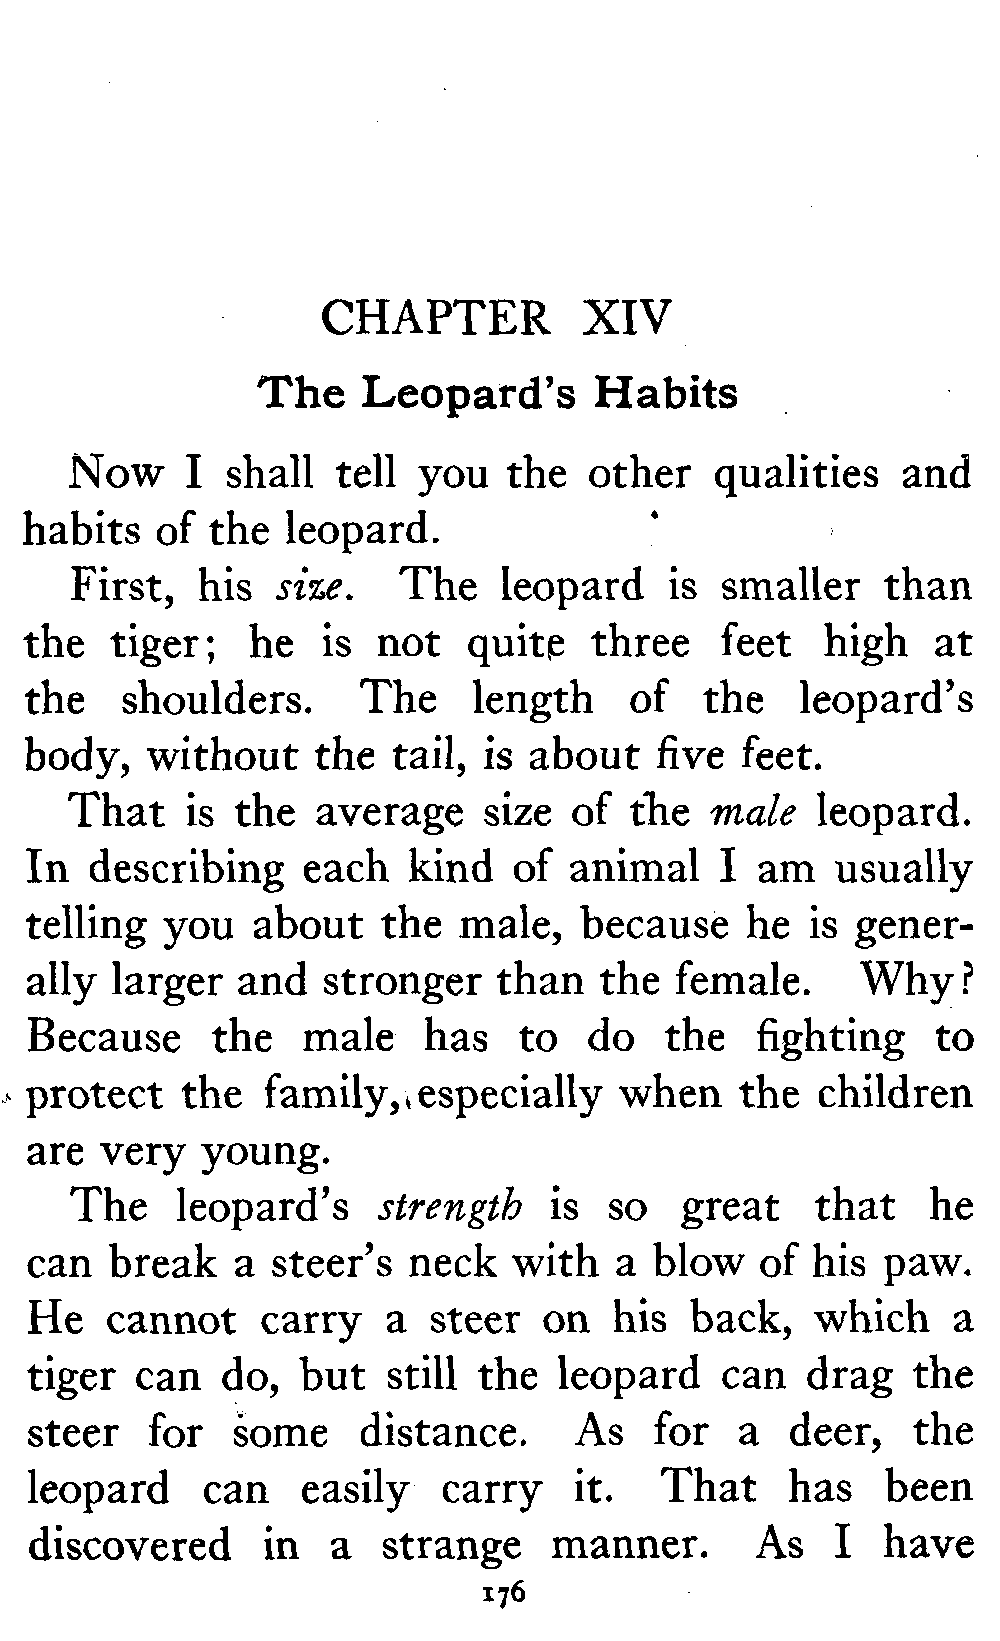 CHAPTER XIV
The Leopard's Habits
Now I shall tell you the other qualities and
habits of the leopard.
First, his size. The leopard is smaller than
the tiger; he is not quite three feet high at
the shoulders. The length of the leopard's
body, without the tail, is about five feet.
That is the average size of the male leopard.
In describing each kind of animal I am usually
telling you about the male, because he is gener-
ally larger and stronger than the female. Why?
Because the male has to do the fighting to
protect the family, especially when the children
are very young.
The leopard's strength is so great that he
can break a steer's neck with a blow of his paw.
He cannot carry a steer on his back, which a
tiger can do, but still the leopard can drag the
steer for some distance. As for a deer, the
leopard can easily carry it. That has been
discovered in a strange manner. As I have
176